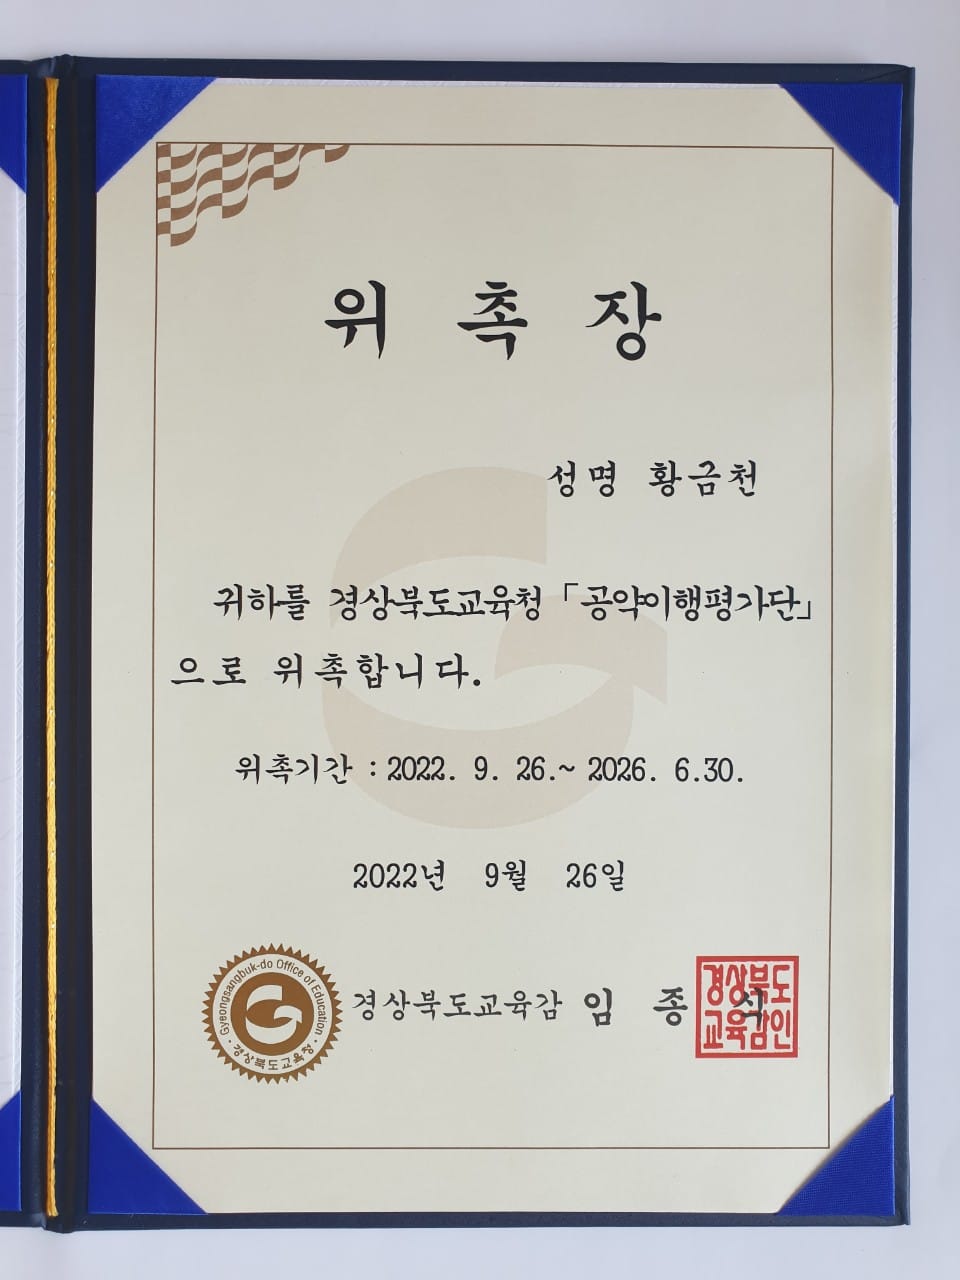 위 촉 장
성명 황금천
귀하를 경상북도교육청 「공약이행평가단」
으로 위촉합니다.
위촉기간 : 2022. 9. 26.~ 2026. 6.30.
2022년 9월 26일
Gyeongsangbuk-do Office of Education
경상북도교육청
경상북도교육감 임 종 식
경상북도
교육감인